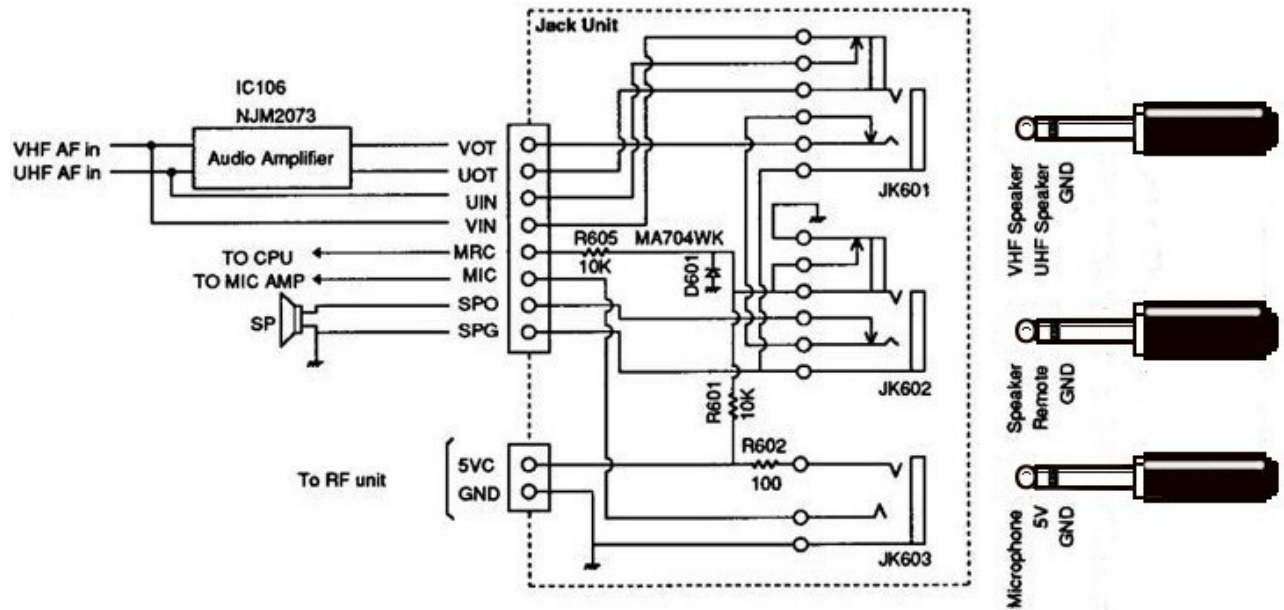 Jack Unit
IC106
NJM2073
Audio Amplifier
VHF AF in
UHF AF in
VOT
UOT
UIN
VIN
MRC
MIC
SPO
SPG
TO CPU
TO MIC AMP
SP
R605
10K
MA704WK
D601
R601
10K
R602
100
To RF unit
5VC
GND
JK601
JK602
JK603
VHF Speaker
UHF Speaker
GND
Speaker
Remote
GND
Microphone
5V
GND